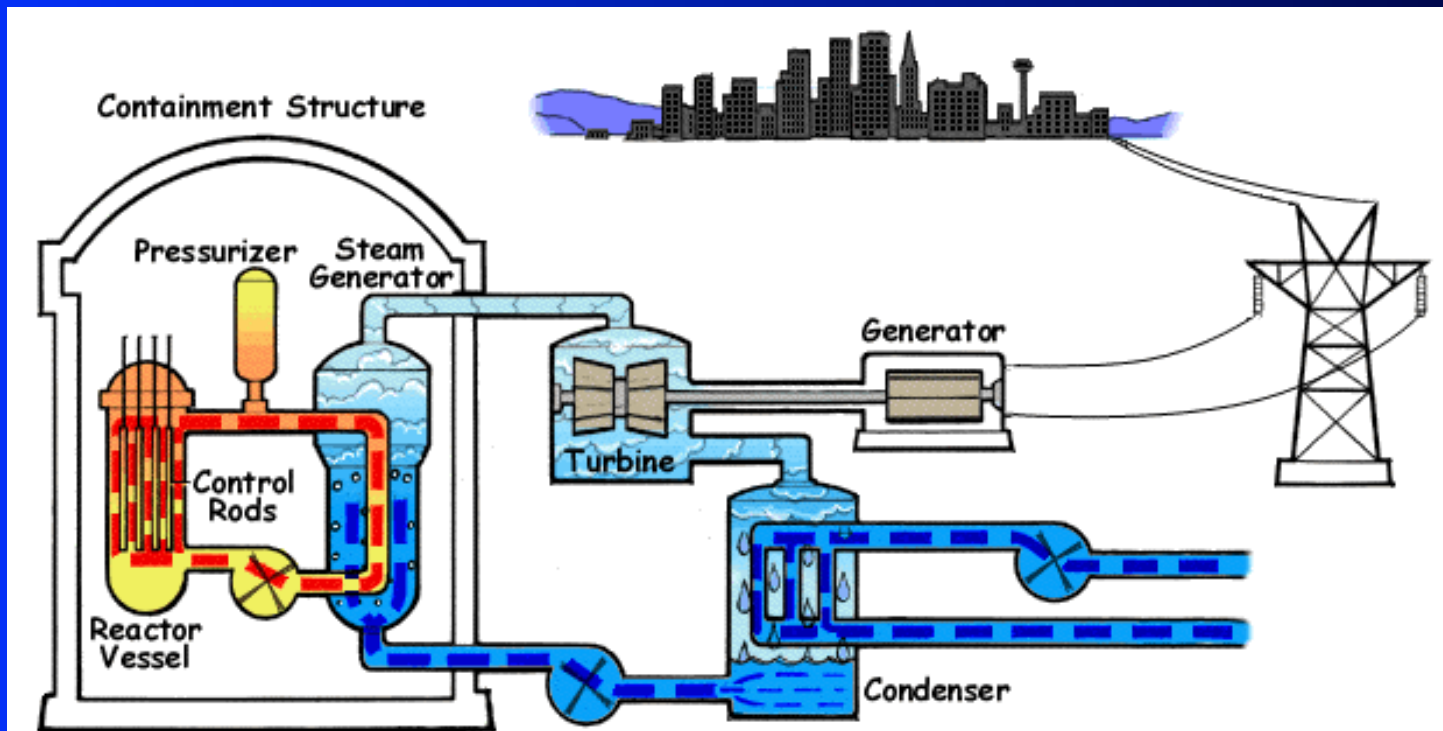 Containment Structure
Pressurizer
Steam
Generator
Control
Rods
Reactor
Vessel
Turbine
Generator
Condenser